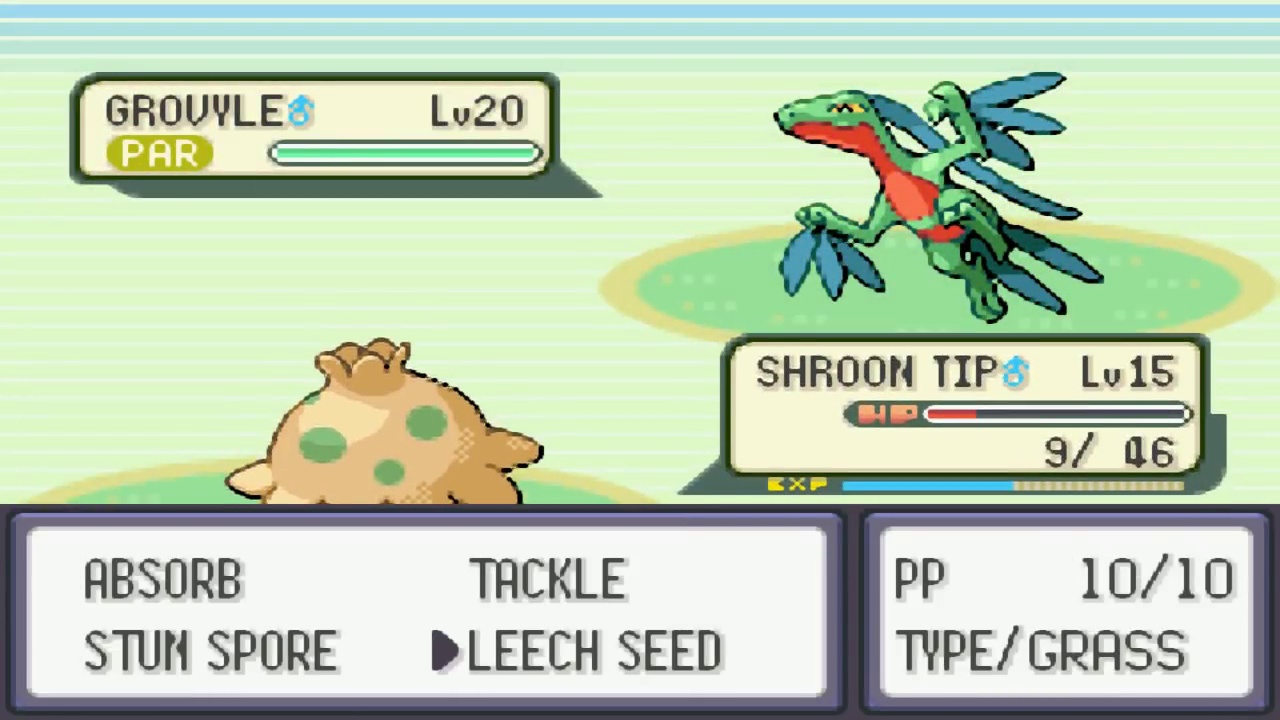 GROVYLE♂ Lv20
PAR
SHROON TIP♂ Lv15
HP
9/ 46
EXP
ABSORB TACKLE
STUN SPORE ▶LEECH SEED
PP 10/10
TYPE/GRASS